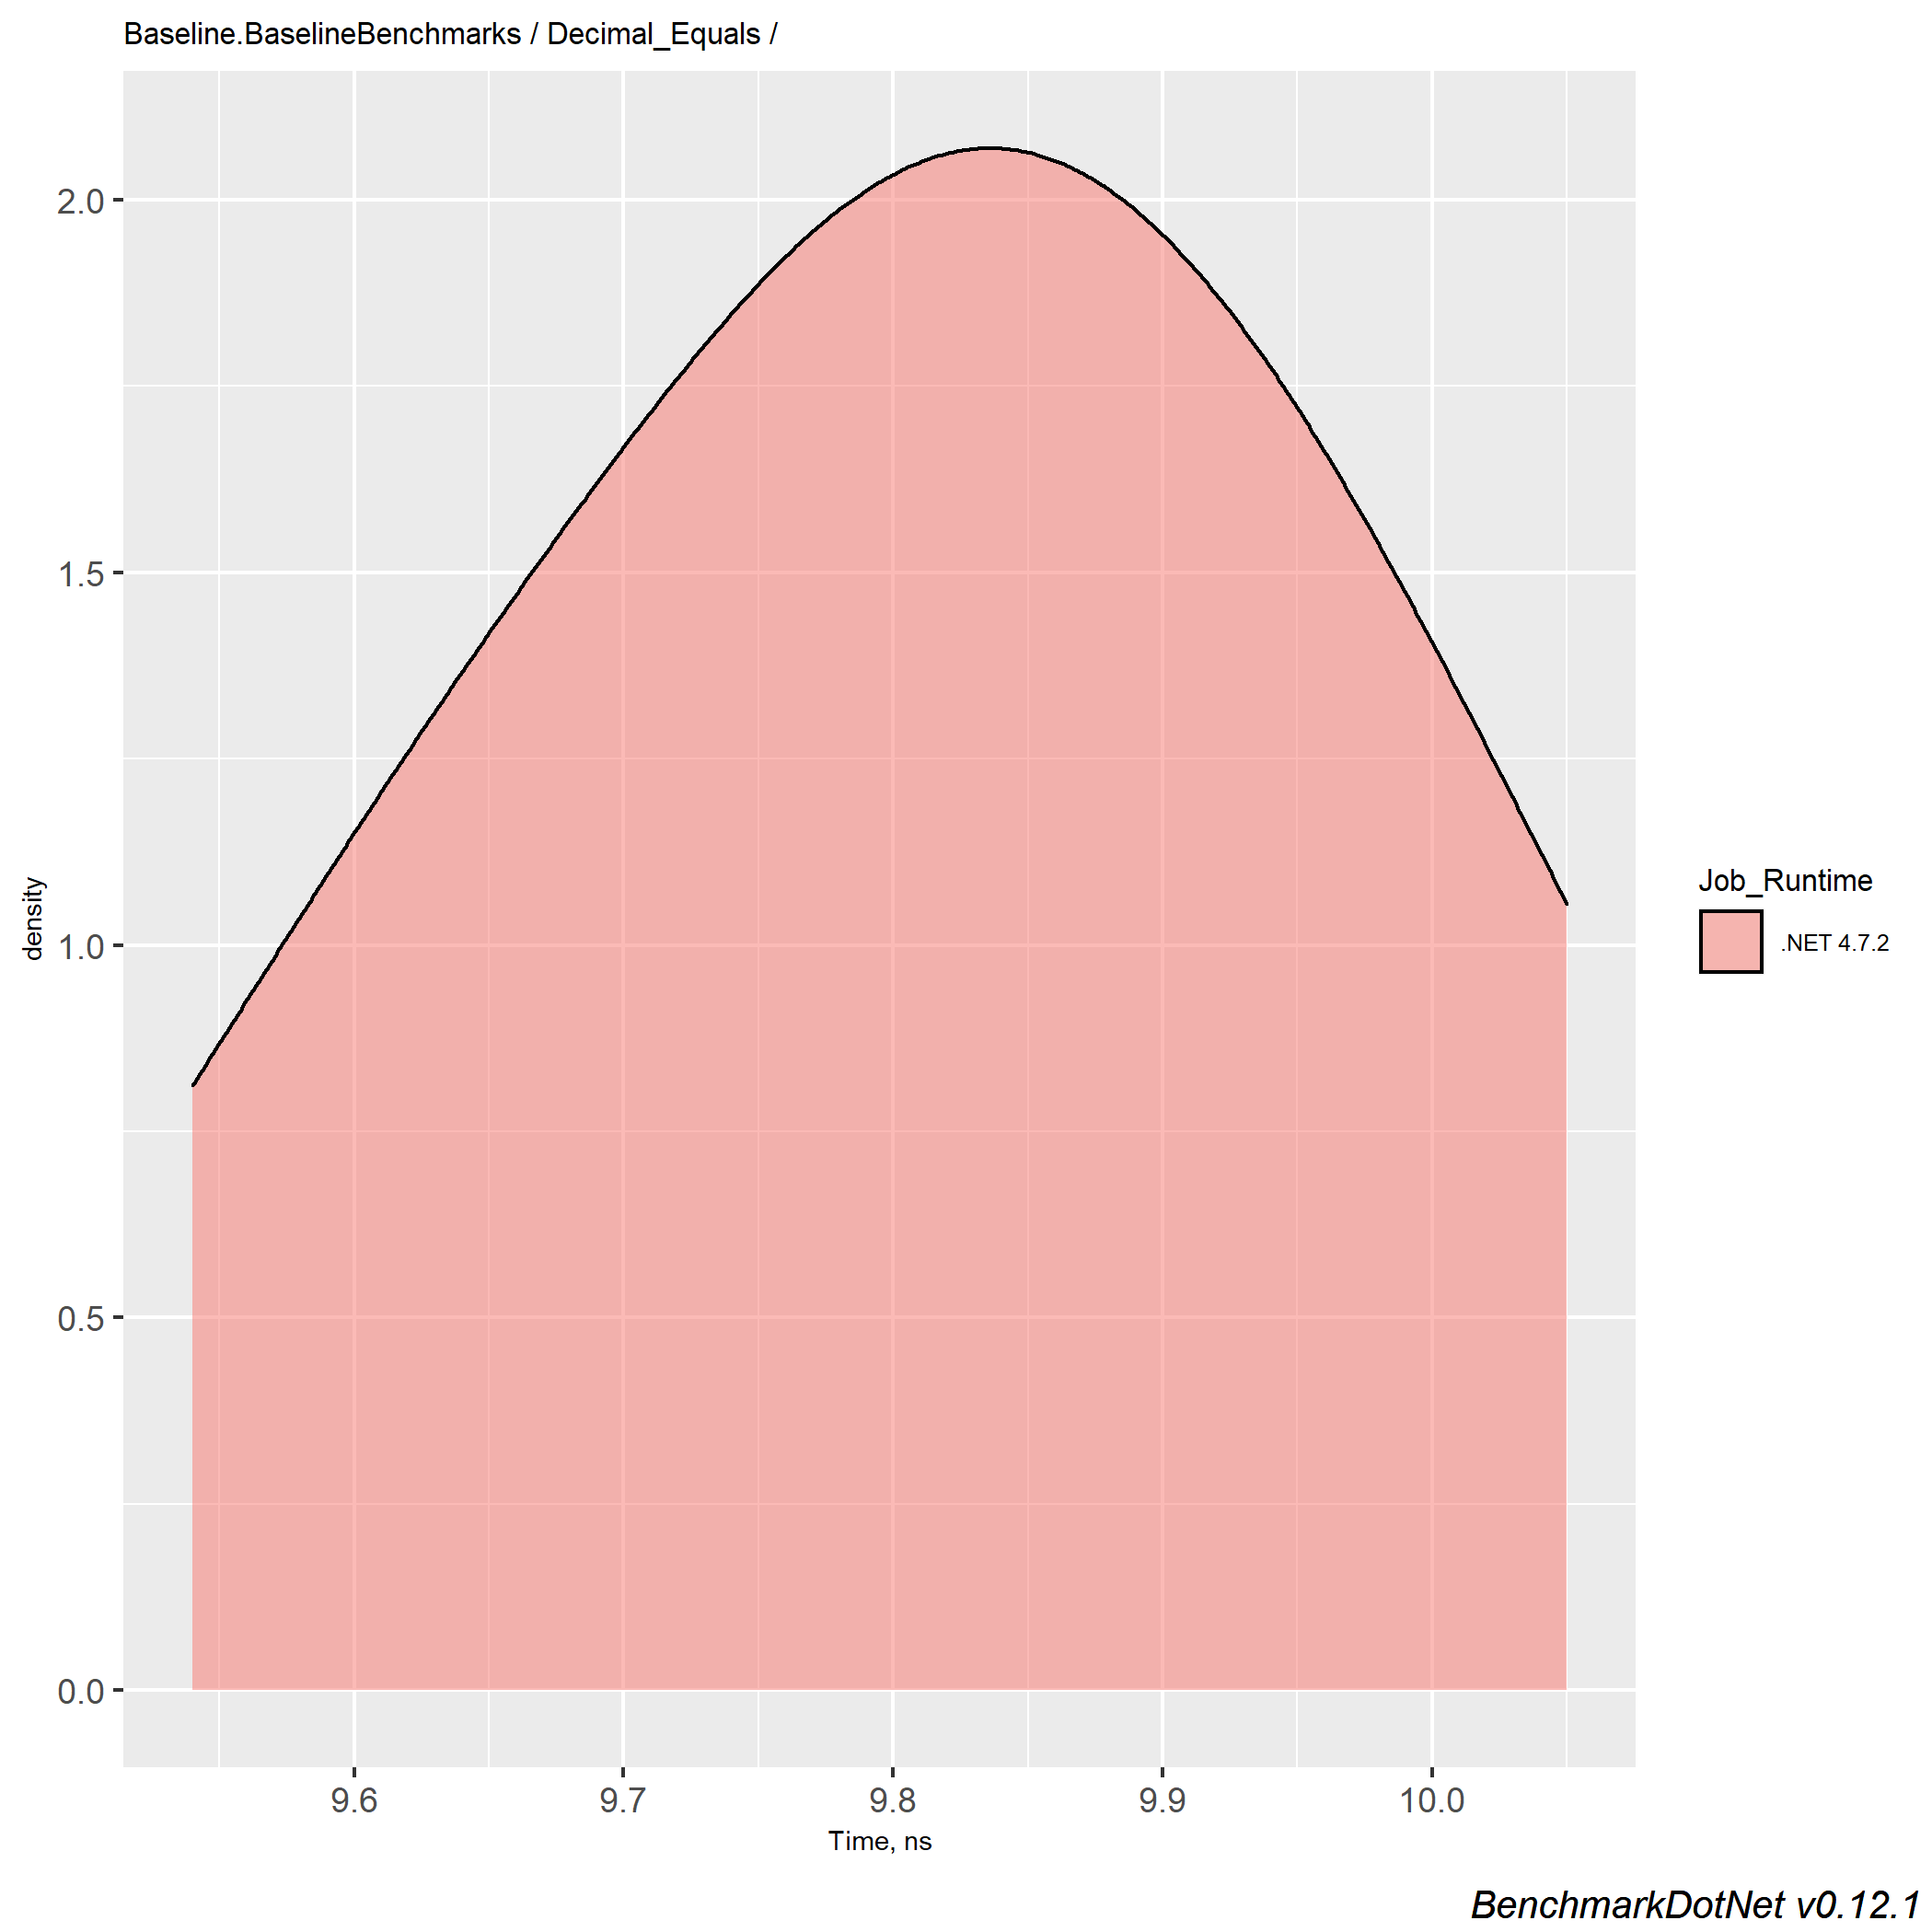 Baseline.BaselineBenchmarks / Decimal_Equals /
2.0
1.5
1.0
0.5
0.0
density
9.6 9.7 9.8 9.9 10.0
Time, ns
Job_Runtime
.NET 4.7.2
BenchmarkDotNet v0.12.1